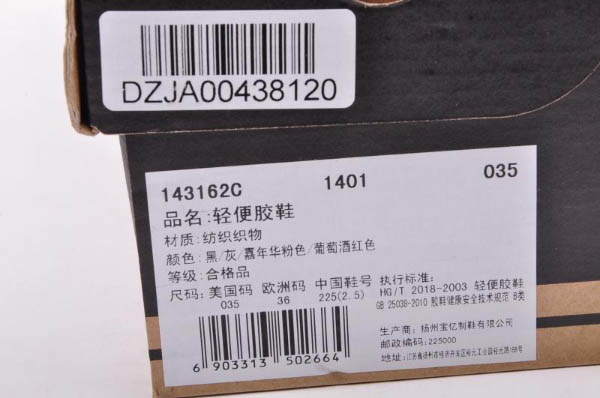 DZJA00438120
143162C 1401 035
品名:轻便胶鞋
材质:纺织织物
颜色:黑/灰/嘉年华粉色/葡萄酒红色
等级:合格品
尺码: 美国码 欧洲码 中国鞋号
035 36 225(2.5)
执行标准:
HG/T 2018-2003 轻便胶鞋
GB 25038-2010 胶鞋健康安全技术规范 B类
生产商: 扬州宝亿制鞋有限公司
邮政编码:225000
6 903313 502664